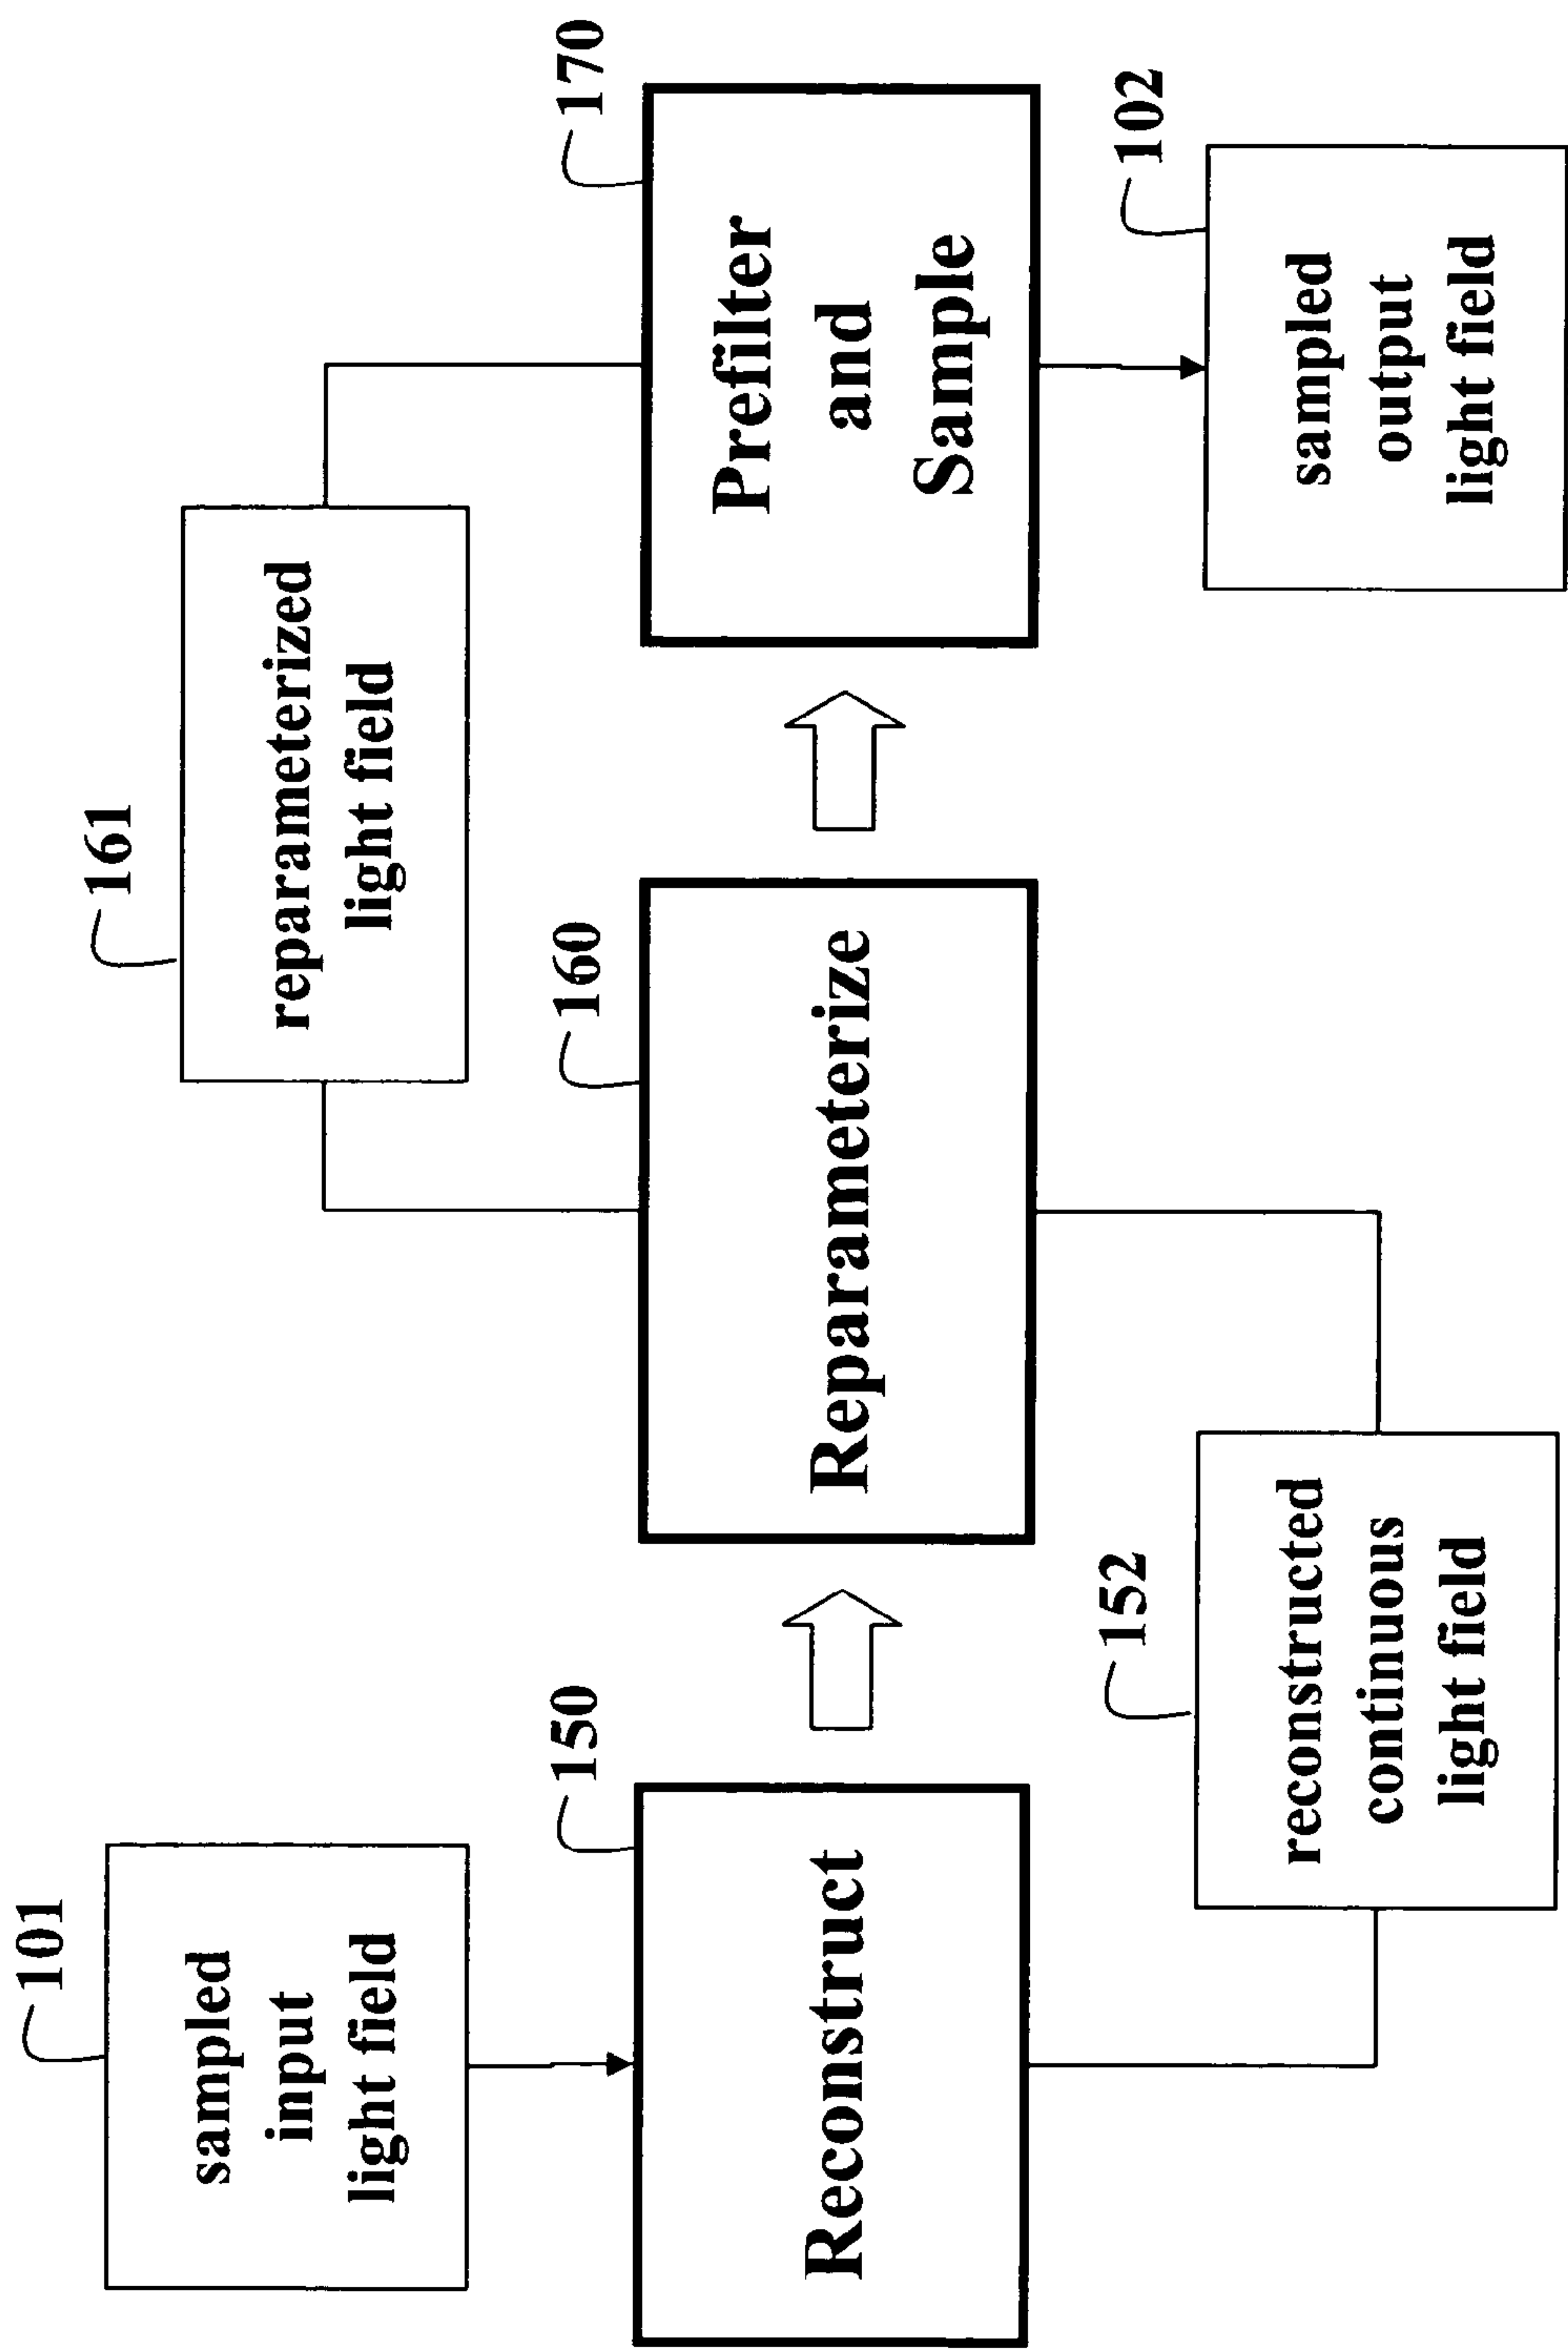 101
sampled
input
light field
150
Reconstruct
152
reconstructed
continuous
light field
160
Reparameterize
161
reparameterized
light field
170
Prefilter
and
Sample
102
sampled
output
light field